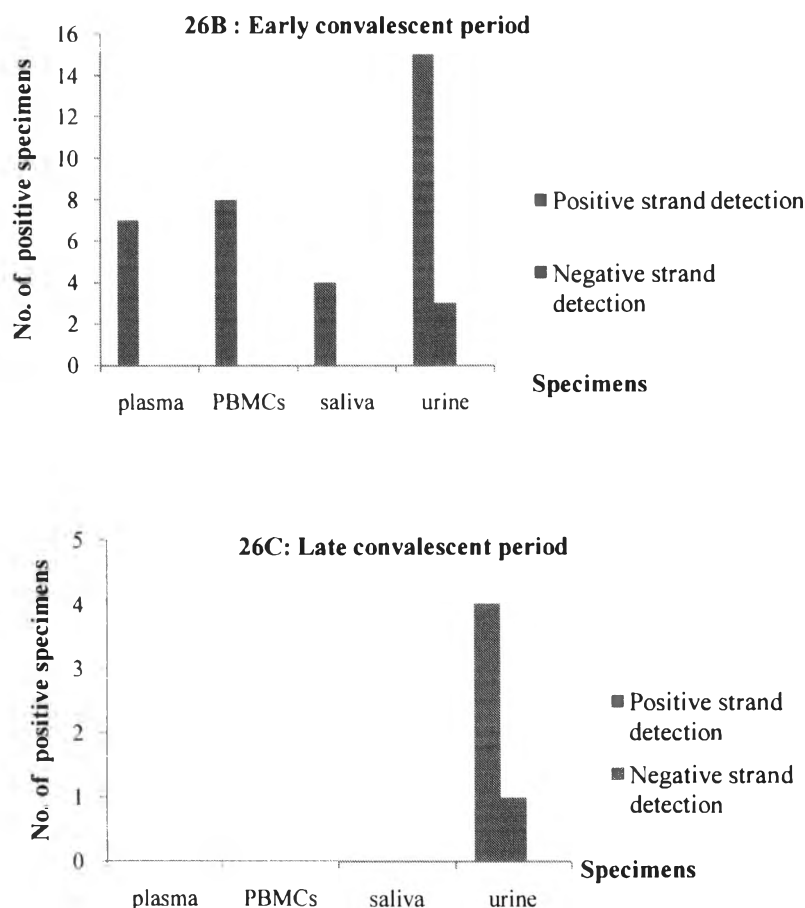 26B : Early convalescent period
No. of positive specimens
16
14
12
10
8
6
4
2
0
plasma PBMCs saliva urine
Specimens
Positive strand detection
Negative strand
detection
26C: Late convalescent period
No. of positive specimens
5
4
3
2
1
0
plasma PBMCs saliva urine
Specimens
Positive strand
detection
Negative strand
detection